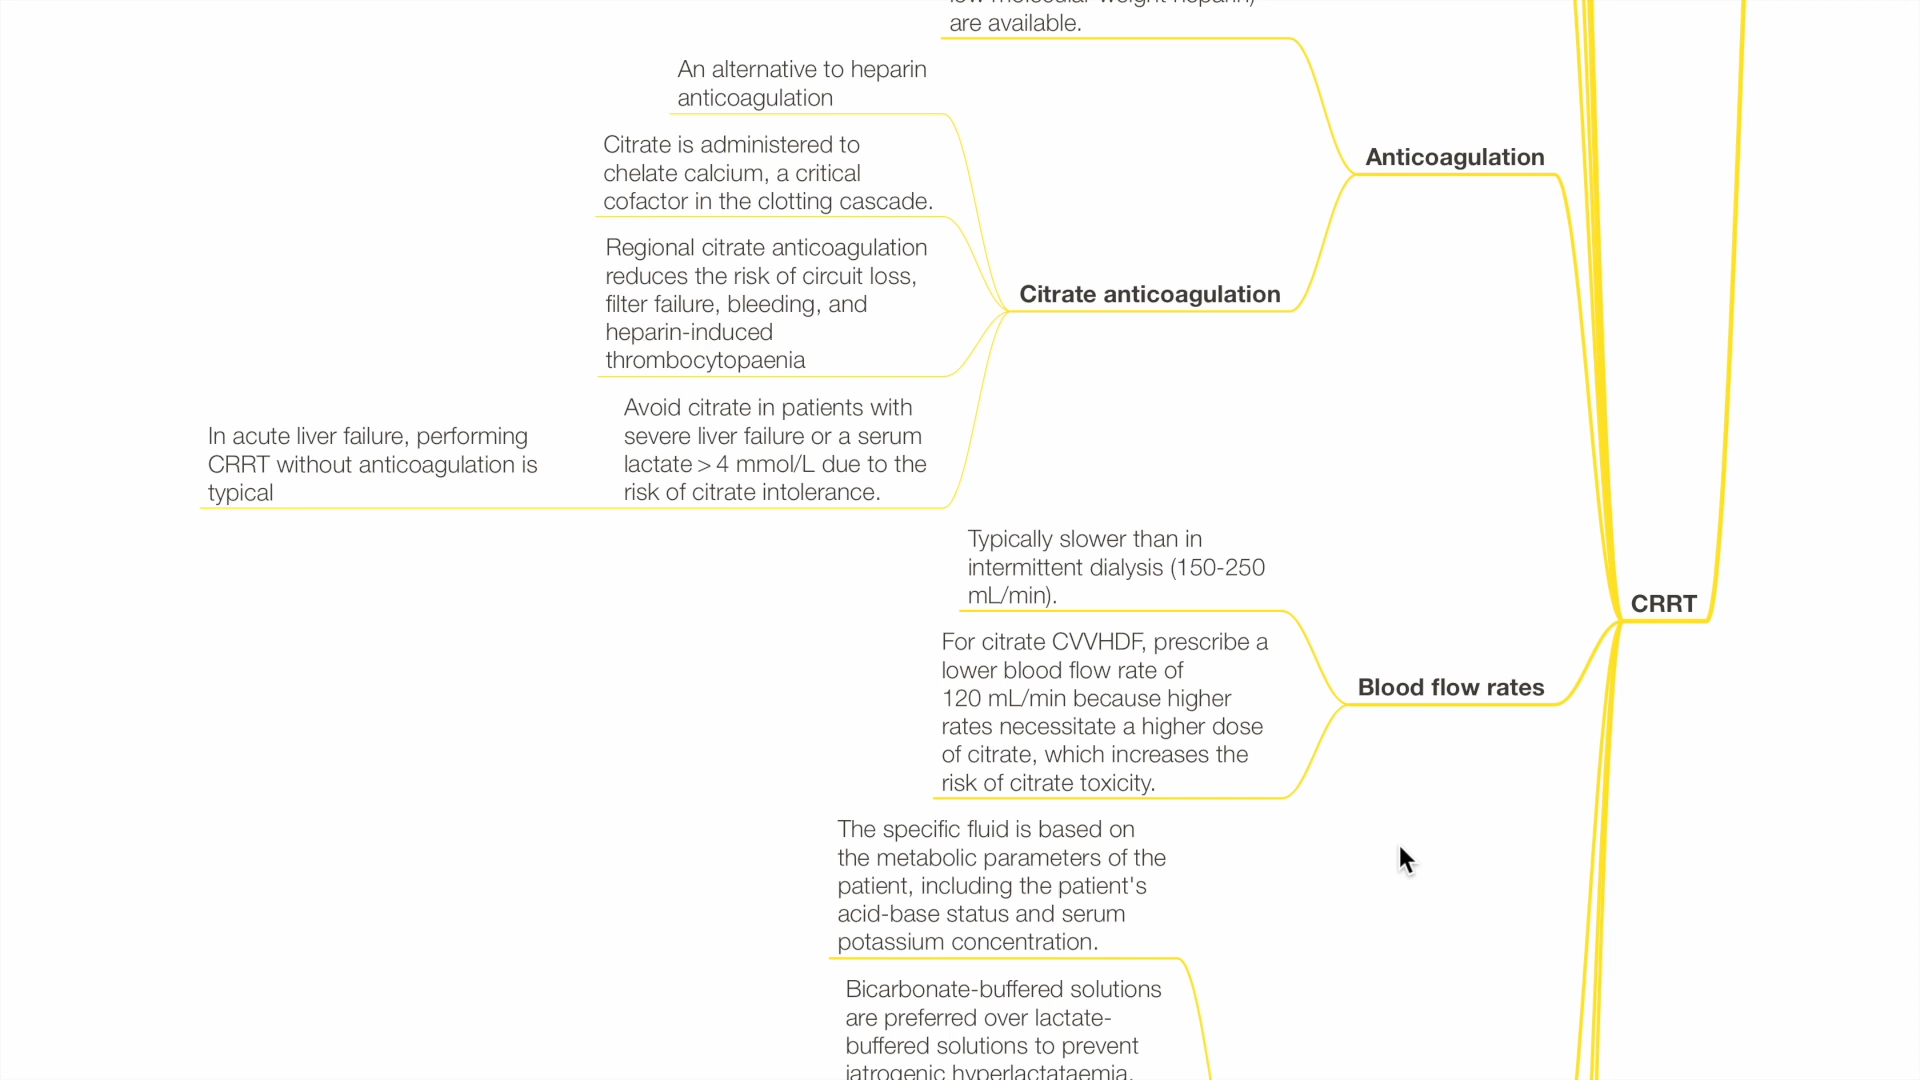 low molecular weight heparin)
are available.
An alternative to heparin
anticoagulation
Citrate is administered to
chelate calcium, a critical
cofactor in the clotting cascade.
Anticoagulation
Regional citrate anticoagulation
reduces the risk of circuit loss,
filter failure, bleeding, and
heparin-induced
thrombocytopaenia
Citrate anticoagulation
Avoid citrate in patients with
severe liver failure or a serum
lactate > 4 mmol/L due to the
risk of citrate intolerance.
In acute liver failure, performing
CRRT without anticoagulation is
typical
Typically slower than in
intermittent dialysis (150-250
mL/min).
CRRT
For citrate CVVHDF, prescribe a
lower blood flow rate of
120 mL/min because higher
rates necessitate a higher dose
of citrate, which increases the
risk of citrate toxicity.
Blood flow rates
The specific fluid is based on
the metabolic parameters of the
patient, including the patient's
acid-base status and serum
potassium concentration.
Bicarbonate-buffered solutions
are preferred over lactate-
buffered solutions to prevent
iatrogenic hyperlactataemia.